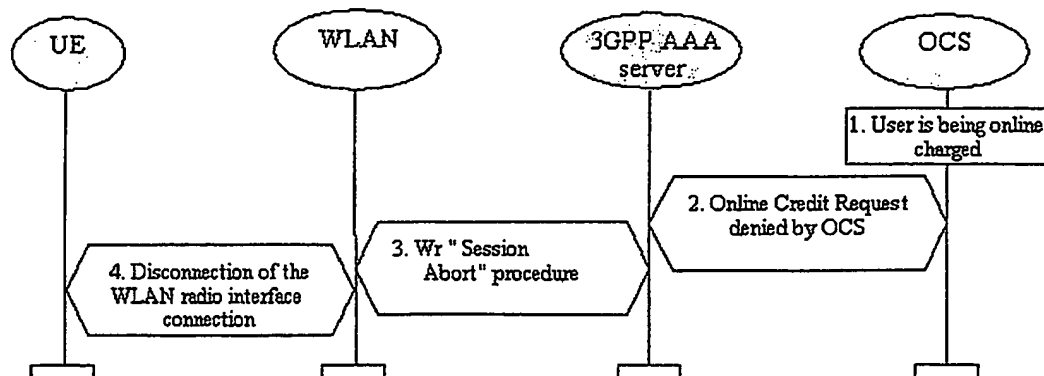 UE
WLAN
3GPP AAA
server
OCS
1. User is being online
charged
2. Online Credit Request
denied by OCS
3. Wr " Session
Abort" procedure
4. Disconnection of the
WLAN radio interface
connection